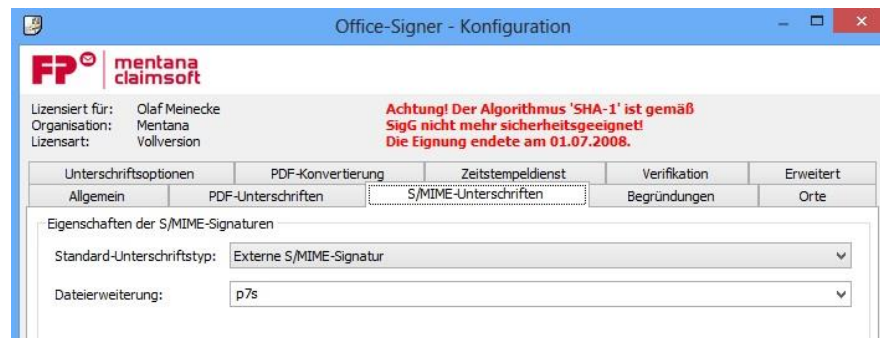 Office-Signer - Konfiguration
FP mentana
claimsoft
Lizensiert für: Olaf Meinecke
Organisation: Mentana
Lizensart: Vollversion
Achtung! Der Algorithmus 'SHA-1' ist gemäß
SigG nicht mehr sicherheitsgeeignet!
Die Eignung endete am 01.07.2008.
Unterschriftsoptionen PDF-Konvertierung Zeitstempeldienst Verifikation Erweitert
Allgemein PDF-Unterschriften S/MIME-Unterschriften Begründungen Orte
Eigenschaften der S/MIME-Signaturen
Standard-Unterschriftstyp: Externe S/MIME-Signatur
Dateierweiterung: p7s